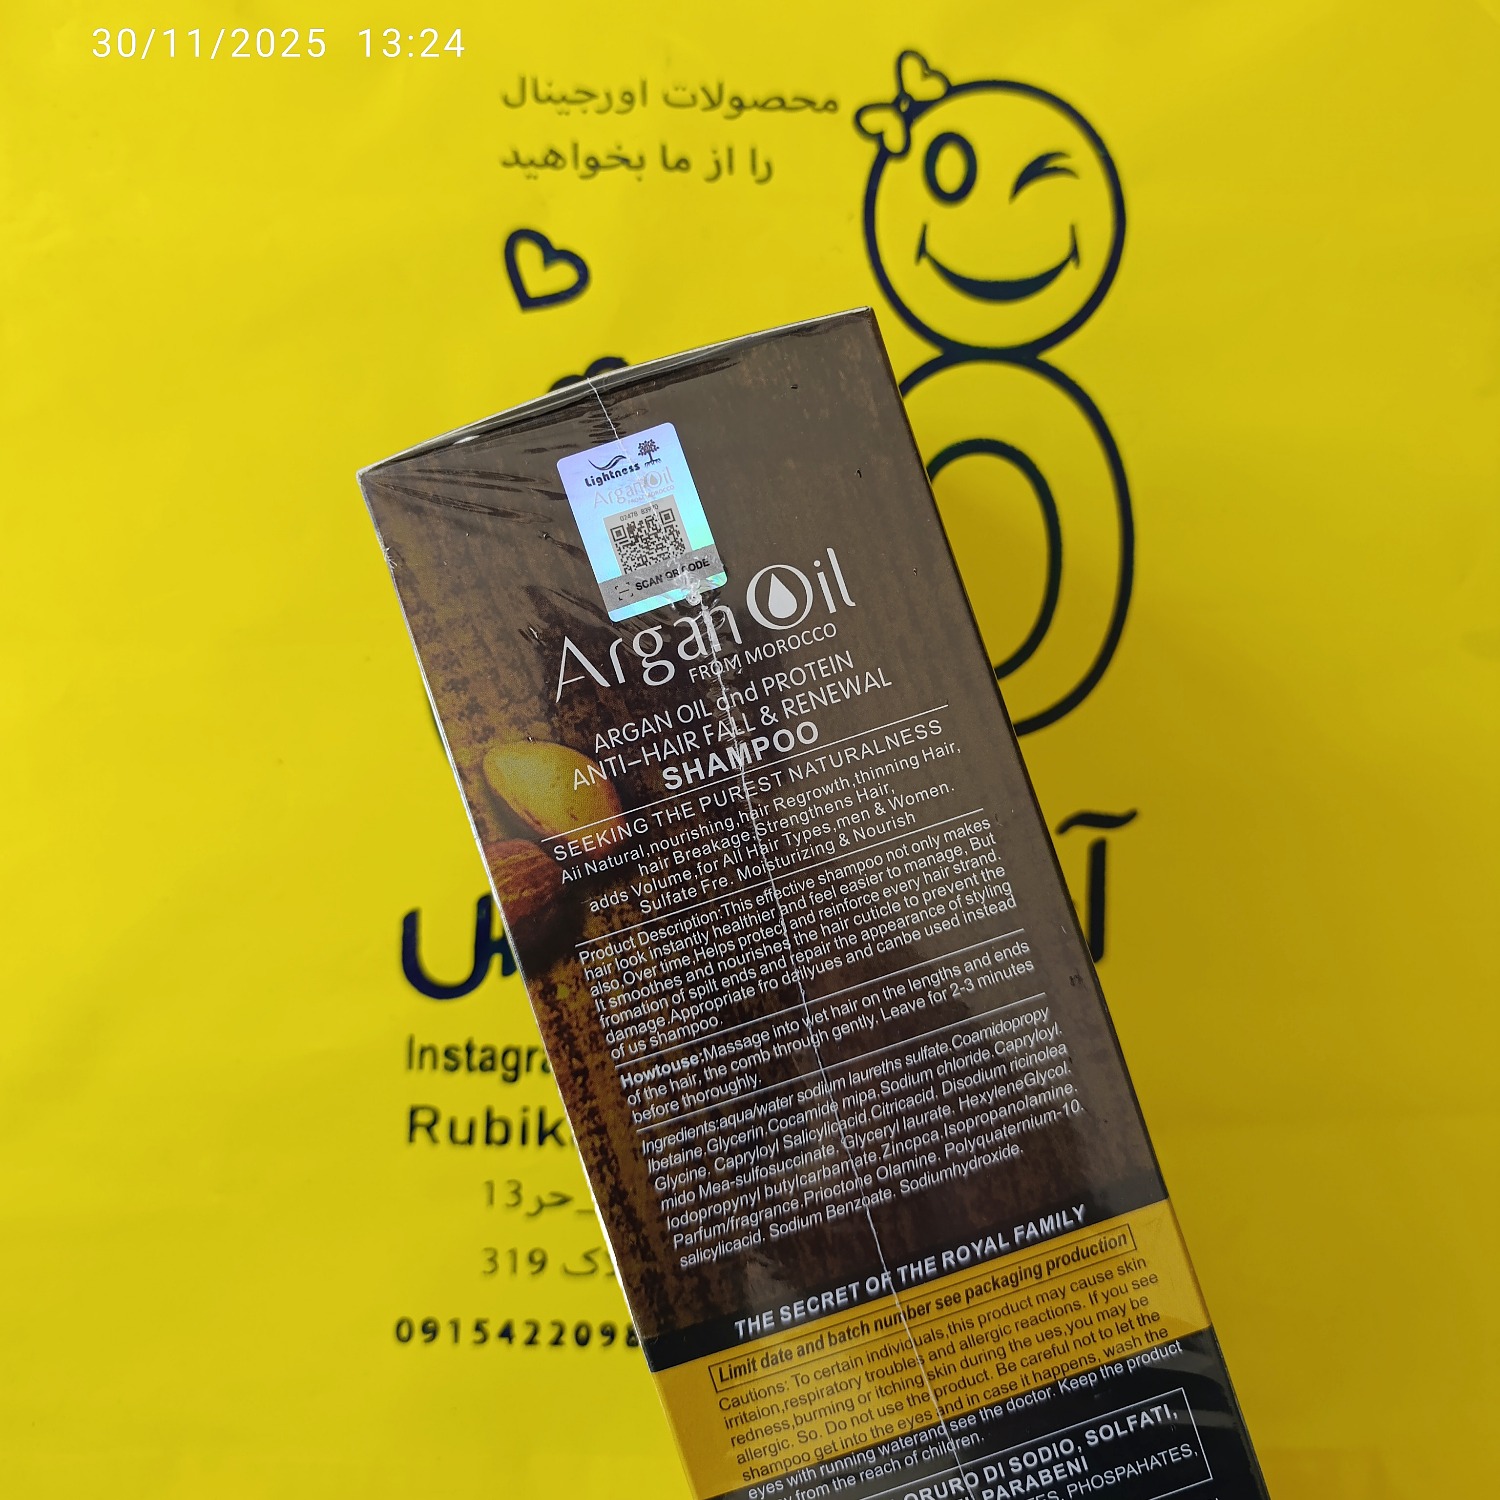 30/11/2025 13:24
محصولات اورجینال
را از ما بخواهید
Lightness
Argan Oil
FROM MOROCCO
SCAN QR CODE
Argan Oil
FROM MOROCCO
ARGAN OIL and PROTEIN
ANTI-HAIR FALL & RENEWAL
SHAMPOO
SEEKING THE PUREST NATURALNESS
Aii Natural,nourishing,hair Regrowth,thinning Hair,
hair Breakage,Strengthens Hair,
adds Volume,for All Hair Types,men & Women.
Sulfate Fre. Moisturizing & Nourish
Product Description:This effective shampoo not only makes
hair look instantly healthier and feel easier to manage, But
also,Over time,Helps protect and reinforce every hair strand.
It smoothes and nourishes the hair cuticle to prevent the
fromation of spilt ends and repair the appearance of styling
damage.Appropriate fro dailyues and canbe used instead
of us shampoo.
Howtouse:Massage into wet hair on the lengths and ends
of the hair, the comb through gently. Leave for 2-3 minutes
before thoroughly.
Ingredients:aqua/water sodium laureths sulfate,Coamidopropy
lbetaine,Glycerin,Cocamide mipa,Sodium chloride,Capryloyl.
Glycine, Capryloyl Salicylicacid,Citricacid, Disodium ricinolea
mido Mea-sulfosuccinate, Glyceryl laurate, HexyleneGlycol.
Iodopropynyl butylcarbamate,Zincpca, Isopropanolamine.
Parfum/fragrance,Prioctone Olamine, Polyquaternium-10.
salicylicacid, Sodium Benzoate, Sodiumhydroxide.
THE SECRET OF THE ROYAL FAMILY
Limit date and batch number see packaging production
Cautions: To certain individuals,this product may cause skin
irritaion,respiratory troubles and allergic reactions. If you see
redness,burming or itching skin during the ues,you may be
allergic. So. Do not use the product. Be careful not to let the
shampoo get into the eyes and in case it happens, wash the
eyes with running waterand see the doctor. Keep the product
from the reach of children.
ORURO DI SODIO, SOLFATI,
PARABENI
PHOSPAHATES,
Instagra
Rubik
حر13
319
0915422098